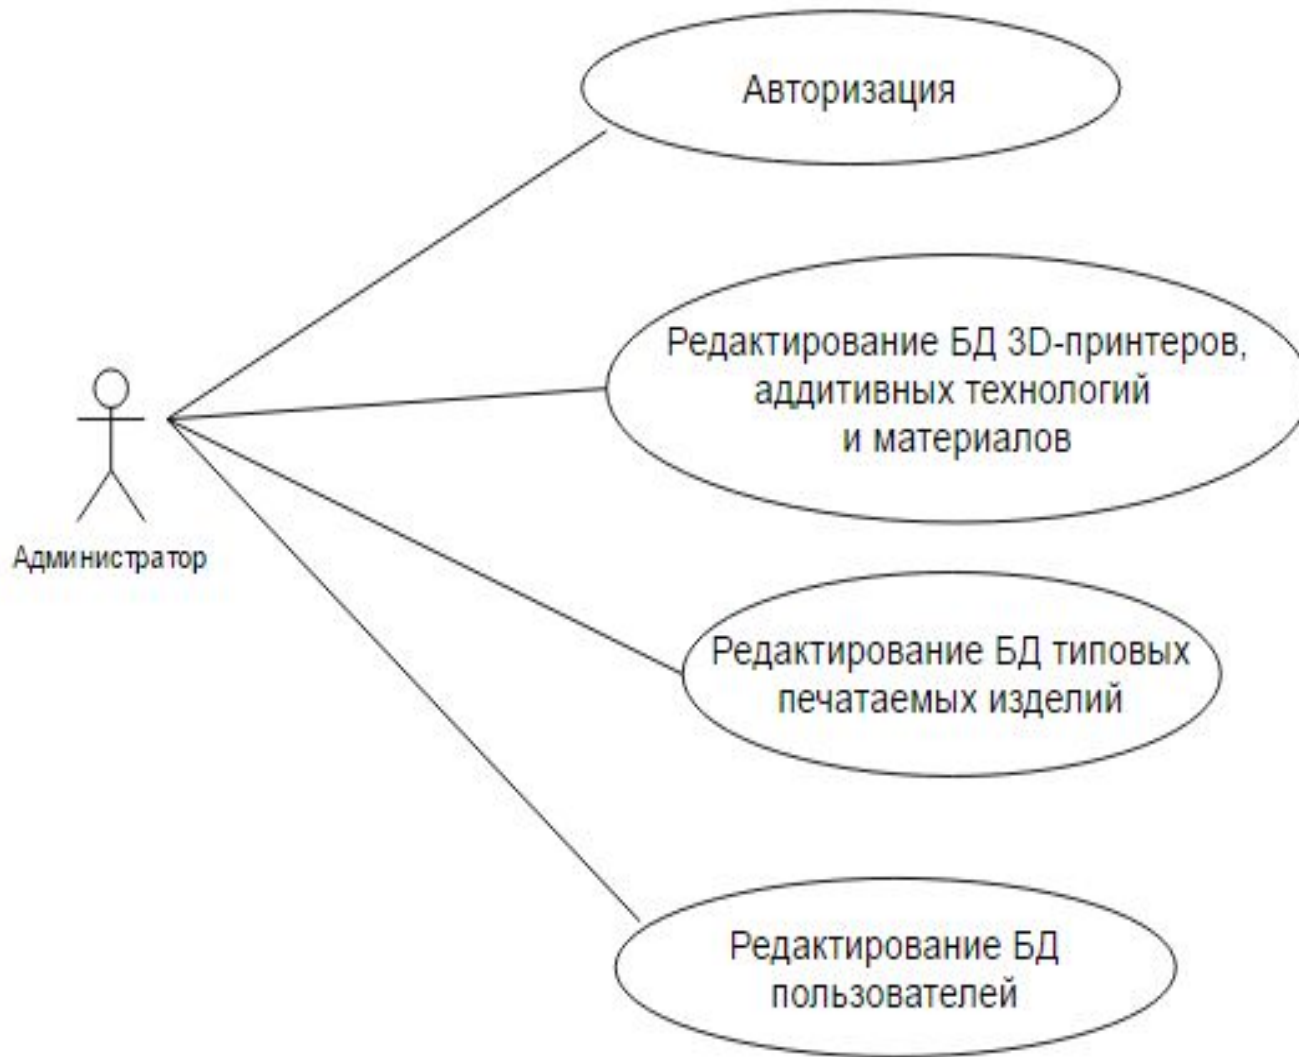 Авторизация
Редактирование БД 3D-принтеров,
аддитивных технологий
и материалов
Администратор
Редактирование БД типовых
печатаемых изделий
Редактирование БД
пользователей